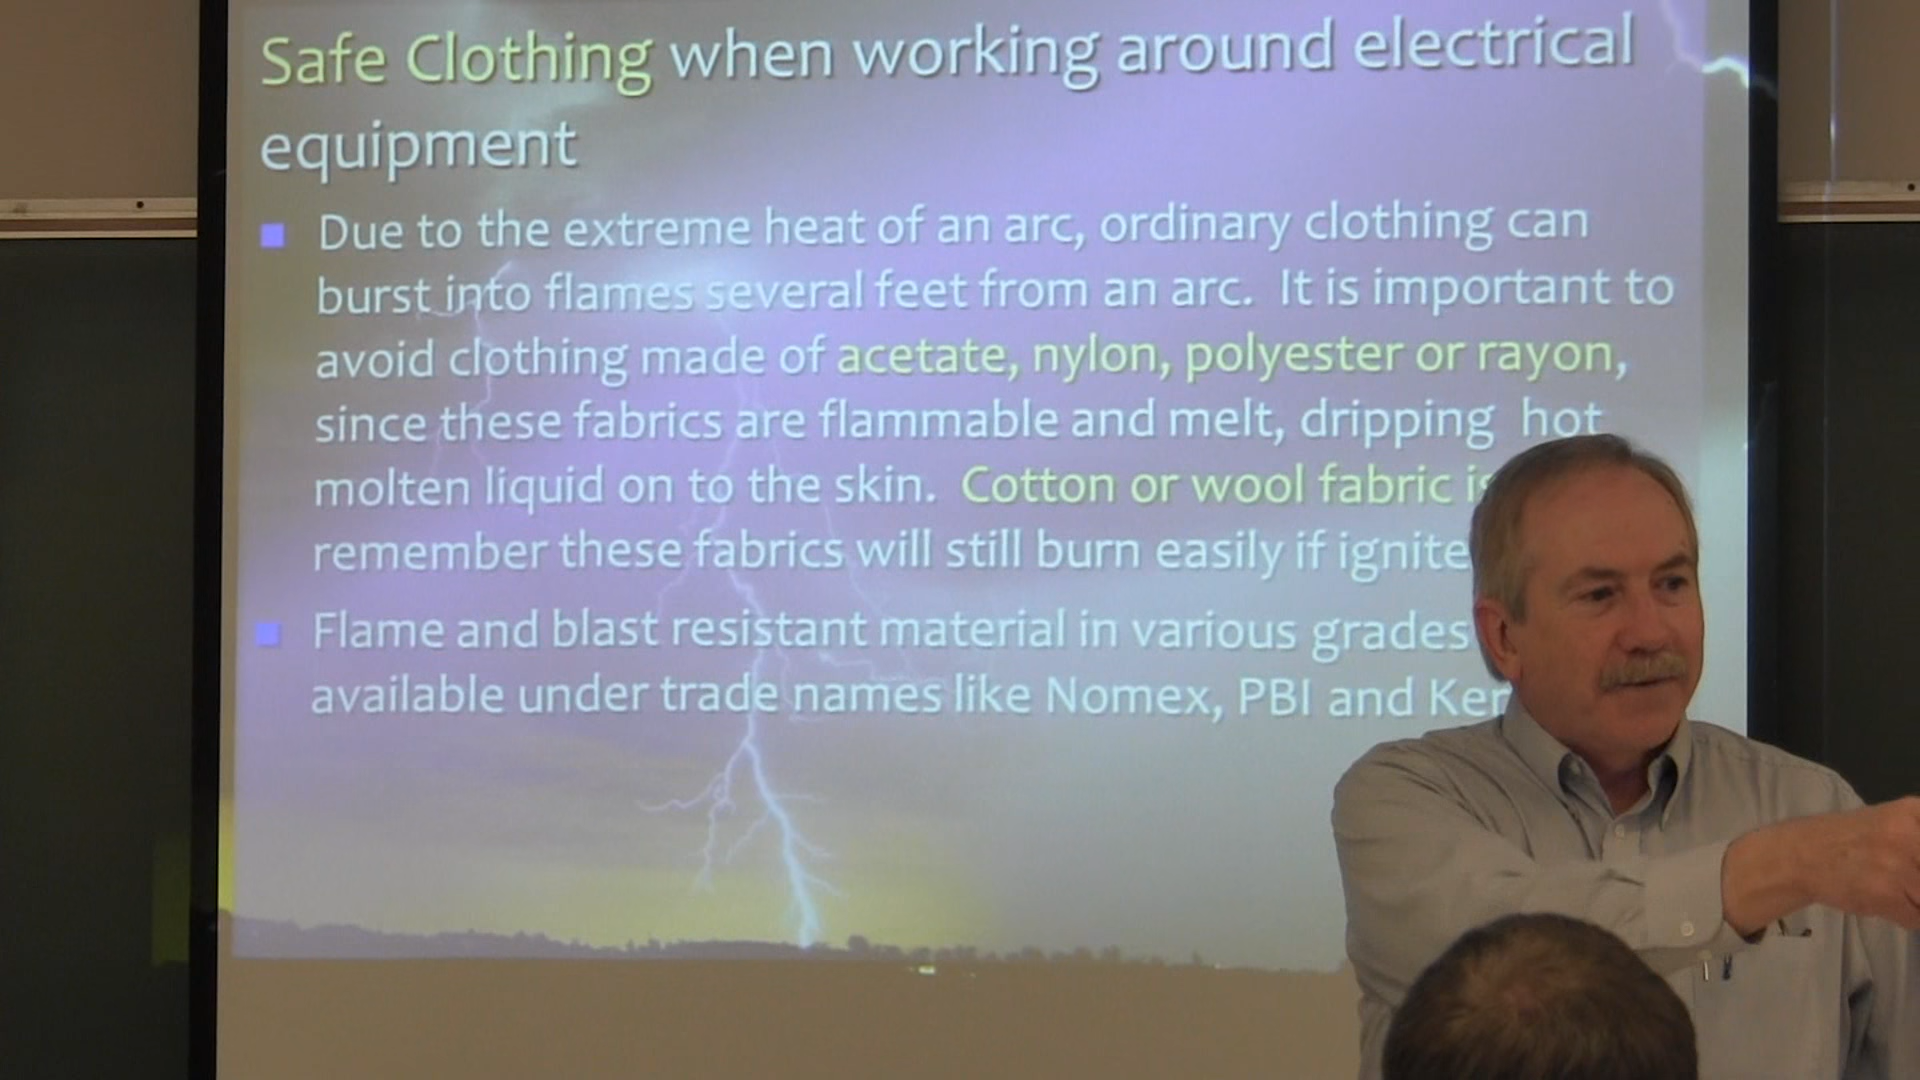 Safe Clothing when working around electrical
equipment
Due to the extreme heat of an arc, ordinary clothing can
burst into flames several feet from an arc. It is important to
avoid clothing made of acetate, nylon, polyester or rayon,
since these fabrics are flammable and melt, dripping hot
molten liquid on to the skin. Cotton or wool fabric is
remember these fabrics will still burn easily if ignite
Flame and blast resistant material in various grades
available under trade names like Nomex, PBI and